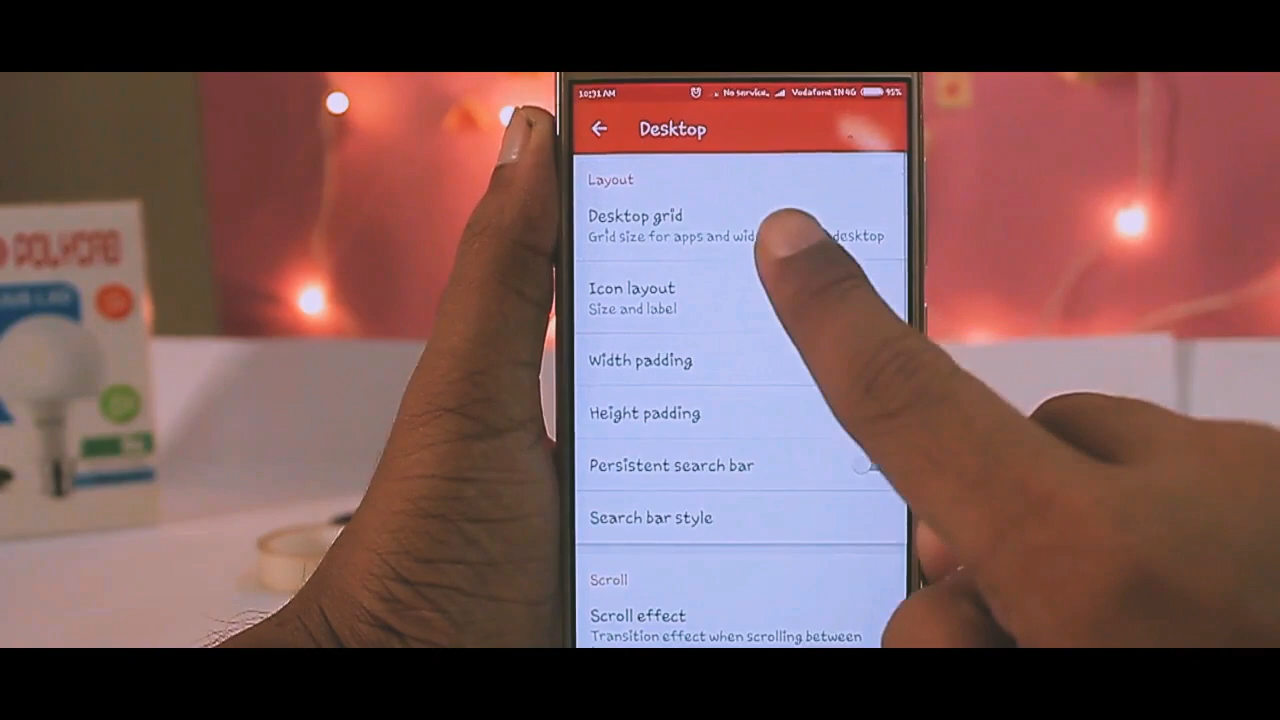 10:31 AM No service. Vodafone IN 4G 95%
Desktop
Layout
Desktop grid
Grid size for apps and desktop
Icon layout
Size and label
Width padding
Height padding
Persistent search bar
Search bar style
Scroll
Scroll effect
Transition effect when scrolling between